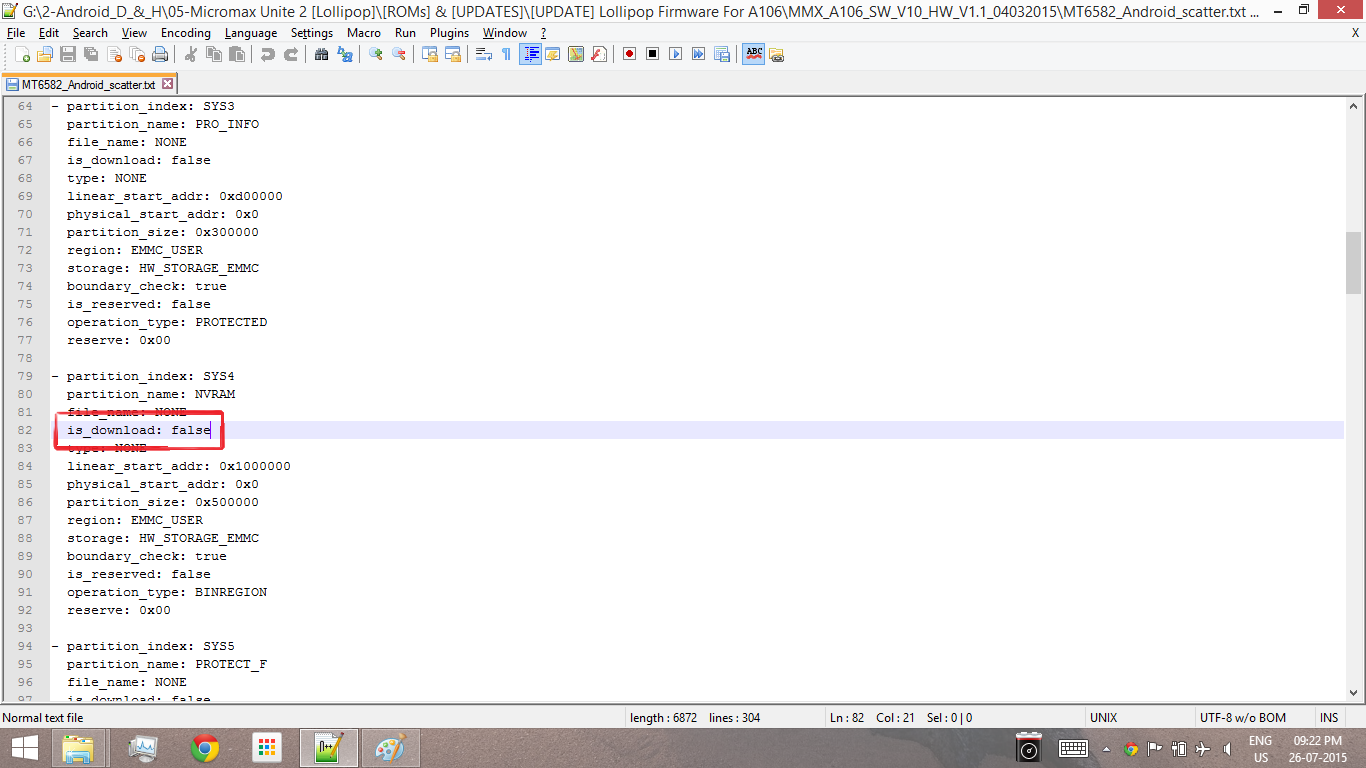 G:\2-Android_D_&_H\05-Micromax Unite 2 [Lollipop]\[ROMs] & [UPDATES]\[UPDATE] Lollipop Firmware For A106\MMX_A106_SW_V10_HW_V1.1_04032015\MT6582_Android_scatter.txt ...
File Edit Search View Encoding Language Settings Macro Run Plugins Window ? X
ABC
MT6582_Android_scatter.txt
64 - partition_index: SYS3
65 partition_name: PRO_INFO
66 file_name: NONE
67 is_download: false
68 type: NONE
69 linear_start_addr: 0xd00000
70 physical_start_addr: 0x0
71 partition_size: 0x300000
72 region: EMMC_USER
73 storage: HW_STORAGE_EMMC
74 boundary_check: true
75 is_reserved: false
76 operation_type: PROTECTED
77 reserve: 0x00
78
79 - partition_index: SYS4
80 partition_name: NVRAM
81 file_name: NONE
82 is_download: false
83 type: NONE
84 linear_start_addr: 0x1000000
85 physical_start_addr: 0x0
86 partition_size: 0x500000
87 region: EMMC_USER
88 storage: HW_STORAGE_EMMC
89 boundary_check: true
90 is_reserved: false
91 operation_type: BINREGION
92 reserve: 0x00
93
94 - partition_index: SYS5
95 partition_name: PROTECT_F
96 file_name: NONE
97 is_download: false
Normal text file length : 6872 lines : 304 Ln : 82 Col : 21 Sel : 0 | 0 UNIX UTF-8 w/o BOM INS
ENG 09:22 PM
US 26-07-2015